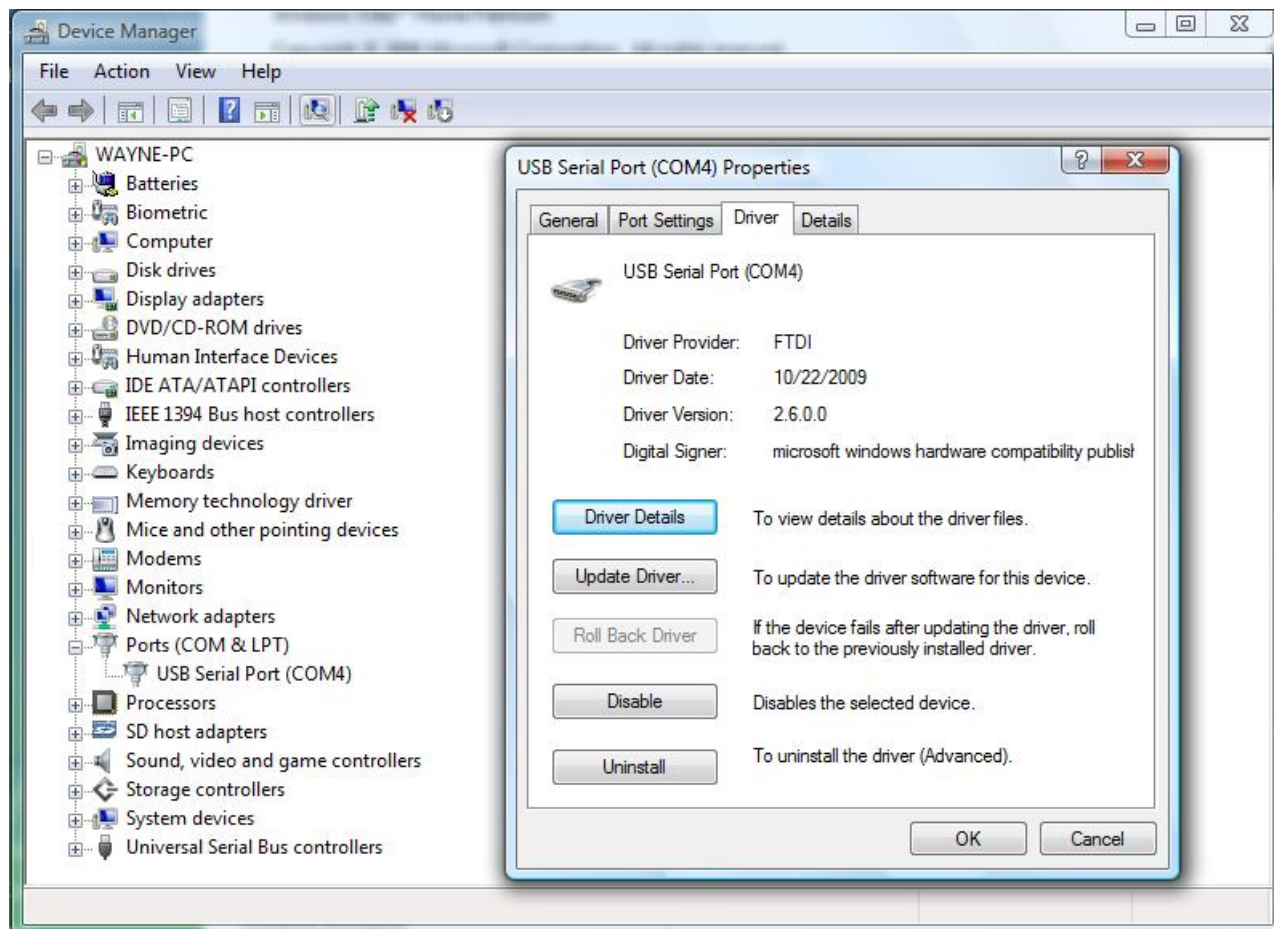 Device Manager
File Action View Help
WAYNE-PC
Batteries
Biometric
Computer
Disk drives
Display adapters
DVD/CD-ROM drives
Human Interface Devices
IDE ATA/ATAPI controllers
IEEE 1394 Bus host controllers
Imaging devices
Keyboards
Memory technology driver
Mice and other pointing devices
Modems
Monitors
Network adapters
Ports (COM & LPT)
USB Serial Port (COM4)
Processors
SD host adapters
Sound, video and game controllers
Storage controllers
System devices
Universal Serial Bus controllers
USB Serial Port (COM4) Properties
General Port Settings Driver Details
USB Serial Port (COM4)
Driver Provider: FTDI
Driver Date: 10/22/2009
Driver Version: 2.6.0.0
Digital Signer: microsoft windows hardware compatibility publish
Driver Details To view details about the driver files.
Update Driver... To update the driver software for this device.
Roll Back Driver If the device fails after updating the driver, roll
back to the previously installed driver.
Disable Disables the selected device.
Uninstall To uninstall the driver (Advanced).
OK Cancel